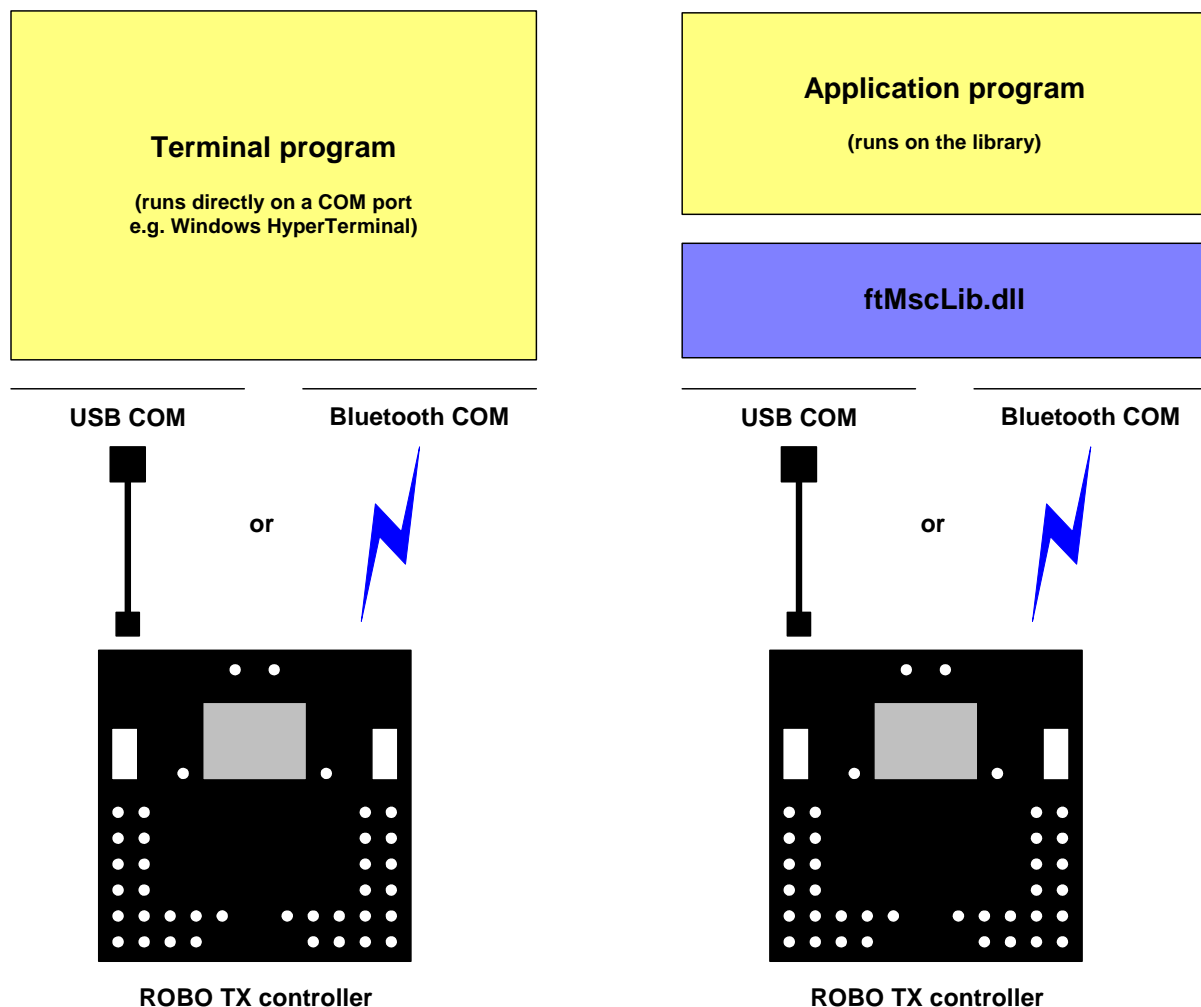 Terminal program
(runs directly on a COM port
e.g. Windows HyperTerminal)
USB COM
Bluetooth COM
or
ROBO TX controller
Application program
(runs on the library)
ftMscLib.dll
USB COM
Bluetooth COM
or
ROBO TX controller